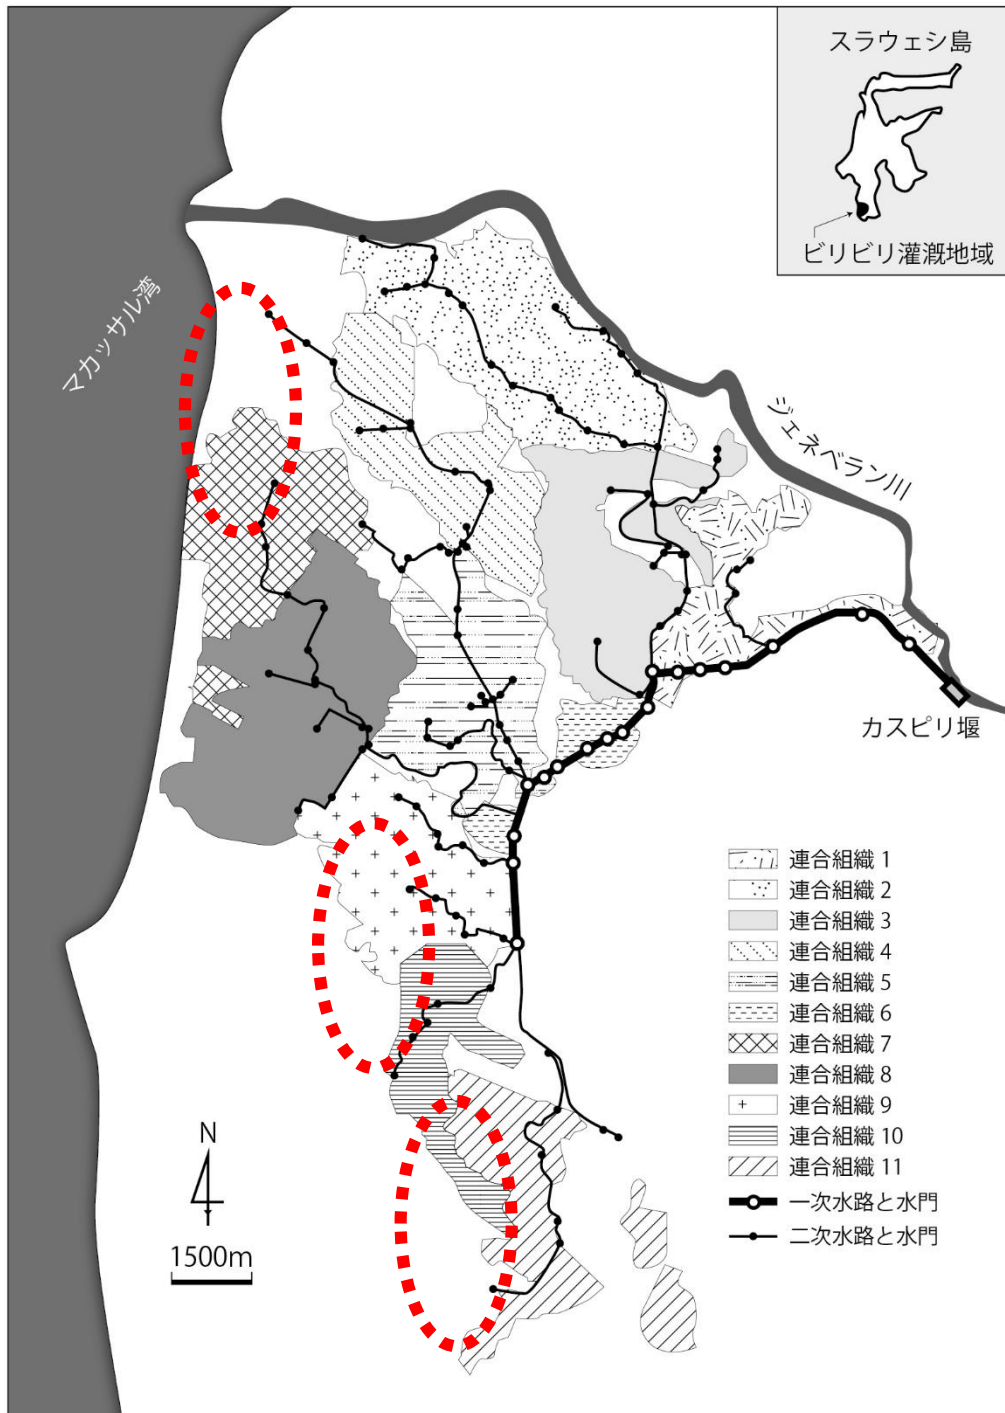 スラウェシ島
ビリビリ灌漑地域
マカッサル湾
ジェネベラン川
カスピリ堰
連合組織 1
連合組織 2
連合組織 3
連合組織 4
連合組織 5
連合組織 6
連合組織 7
連合組織 8
連合組織 9
連合組織 10
連合組織 11
一次水路と水門
二次水路と水門
N
1500m